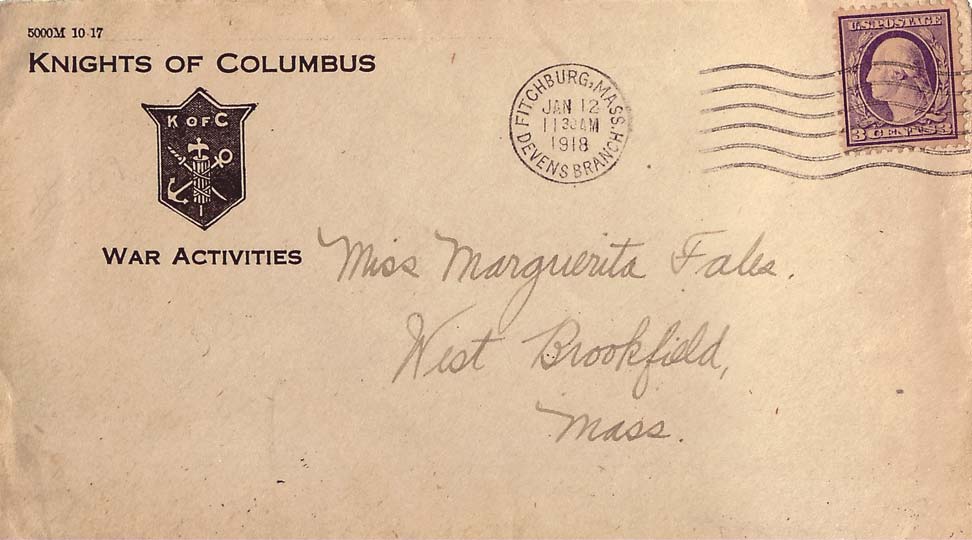 5000M 10-17
KNIGHTS OF COLUMBUS
K OF C
WAR ACTIVITIES
FITCHBURG, MASS.
JAN 12
11 30 AM
1918
DEVENS BRANCH
U.S. POSTAGE
3 CENTS 3
Miss Marguerita Fales.
West Brookfield,
Mass.